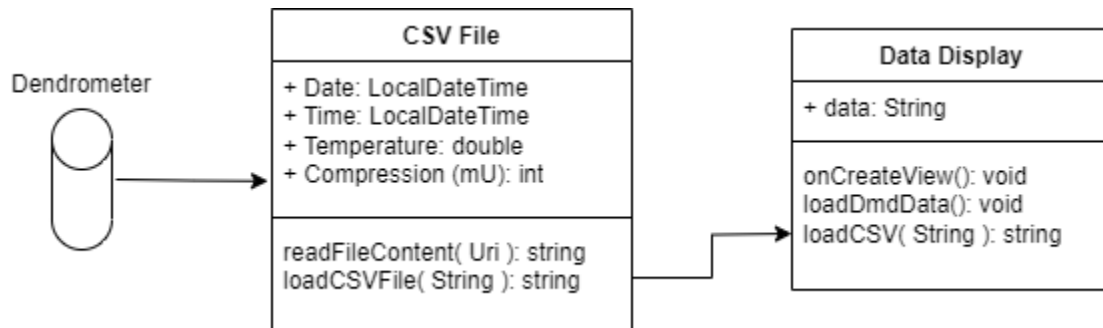 Dendrometer
CSV File
+ Date: LocalDateTime
+ Time: LocalDateTime
+ Temperature: double
+ Compression (mU): int
readFileContent( Uri ): string
loadCSVFile( String ): string
Data Display
+ data: String
onCreateView(): void
loadDmdData(): void
loadCSV( String ): string